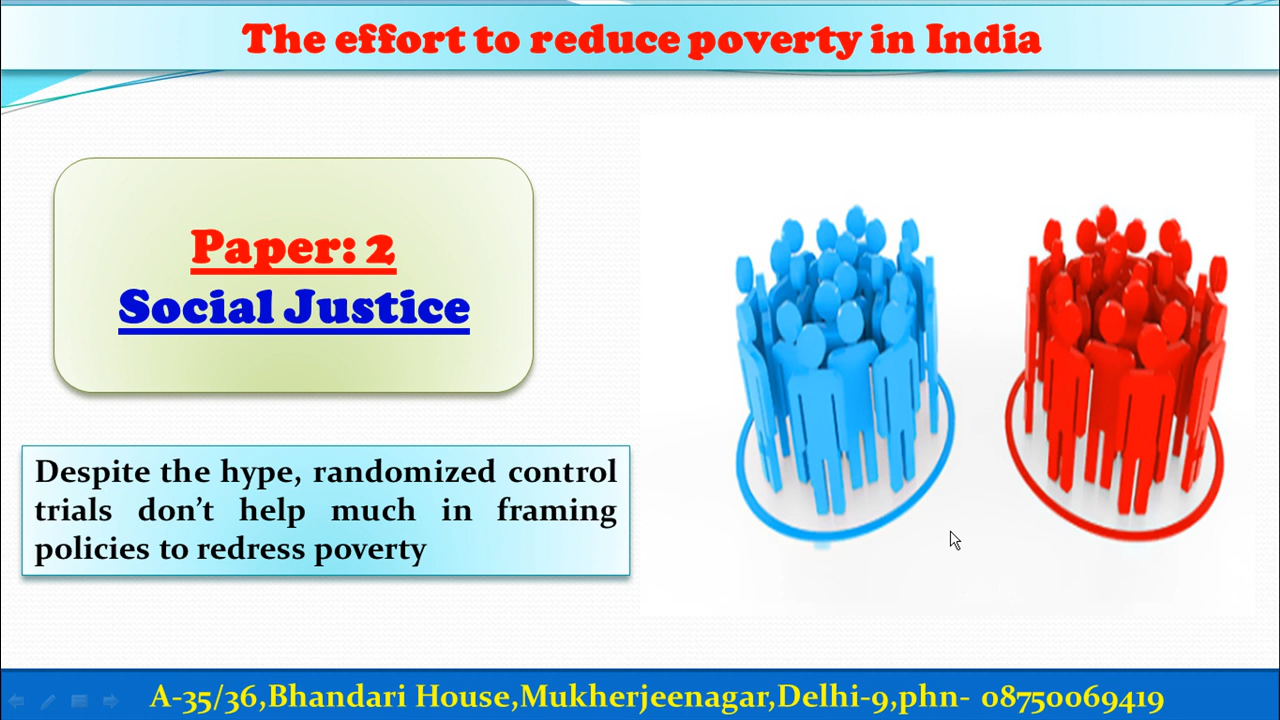 The effort to reduce poverty in India
Paper: 2
Social Justice
Despite the hype, randomized control
trials don’t help much in framing
policies to redress poverty
A-35/36,Bhandari House,Mukherjeenagar,Delhi-9,phn- 08750069419